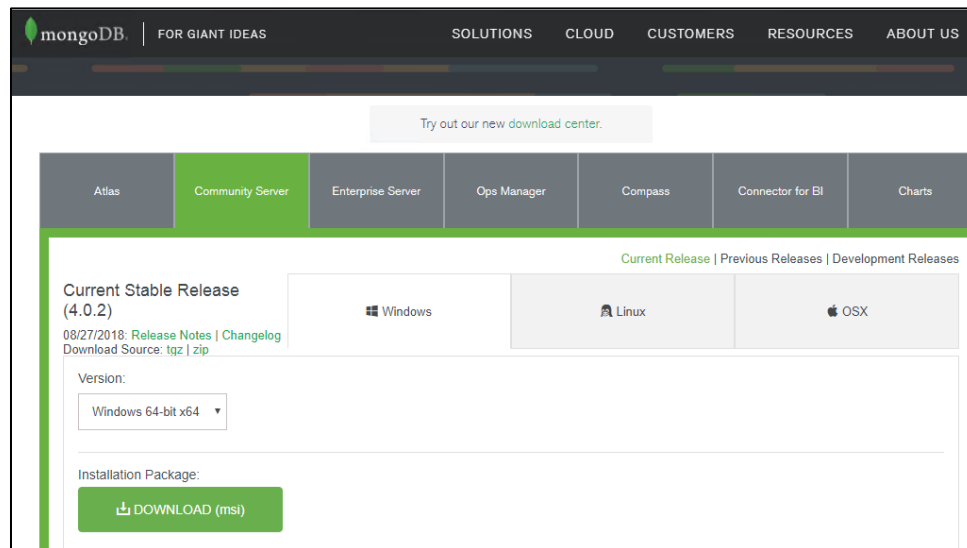 mongoDB. FOR GIANT IDEAS SOLUTIONS CLOUD CUSTOMERS RESOURCES ABOUT US
Try out our new download center.
Atlas Community Server Enterprise Server Ops Manager Compass Connector for BI Charts
Current Release | Previous Releases | Development Releases
Current Stable Release
(4.0.2)
08/27/2018: Release Notes | Changelog
Download Source: tgz | zip
Windows Linux OSX
Version:
Windows 64-bit x64
Installation Package:
DOWNLOAD (msi)